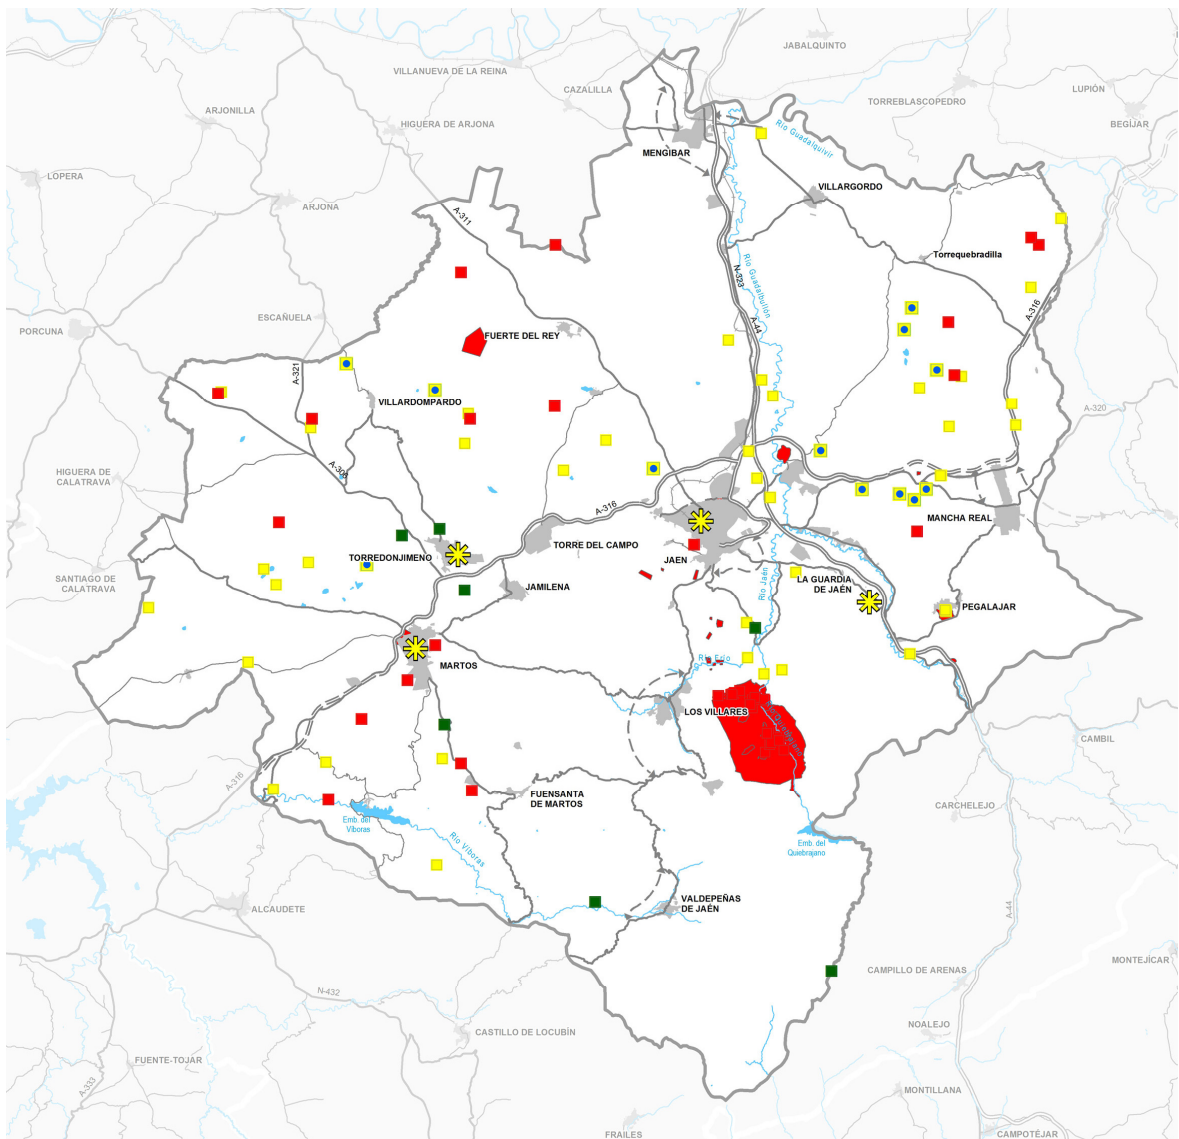 JABALQUINTO
VILLANUEVA DE LA REINA
CAZALILLA
TORREBLASCOPEDRO
LUPIÓN
BEGÍJAR
ARJONILLA
HIGUERA DE ARJONA
Río Guadalquivir
MENGIBAR
LOPERA
VILLARGORDO
ARJONA
A-311
Torrequebradilla
N-323
Río Guadalbullón
A-316
ESCAÑUELA
PORCUNA
A-44
FUERTE DEL REY
A-321
VILLARDOMPARDO
A-320
HIGUERA DE
CALATRAVA
A-316
MANCHA REAL
TORRE DEL CAMPO
TORREDONJIMENO
JAEN
SANTIAGO DE
CALATRAVA
JAMILENA
Río Jaén
LA GUARDIA
DE JAÉN
PEGALAJAR
MARTOS
Río Frio
LOS VILLARES
CAMBIL
A-316
FUENSANTA
DE MARTOS
CARCHELEJO
Emb. del
Víboras
Río Víboras
Emb. del
Quiebrajano
VALDEPEÑAS
DE JAÉN
ALCAUDETE
A-44
MONTEJÍCAR
CAMPILLO DE ARENAS
N-432
CASTILLO DE LOCUBÍN
NOALEJO
FUENTE-TOJAR
A-333
MONTILLANA
FRAILES
CAMPOTÉJAR